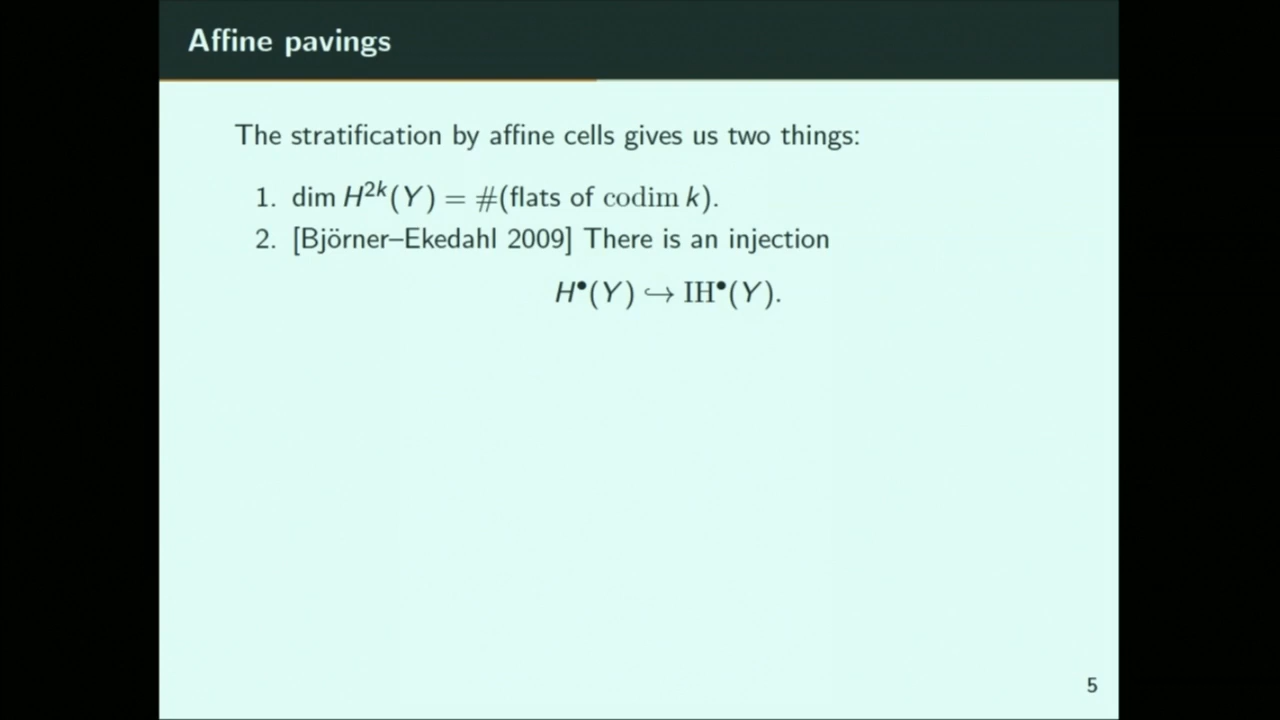 Affine pavings
The stratification by affine cells gives us two things:
1. dim H²ᵏ(Y) = #(flats of codim k).
2. [Björner–Ekedahl 2009] There is an injection
H•(Y) ↪ IH•(Y).
5